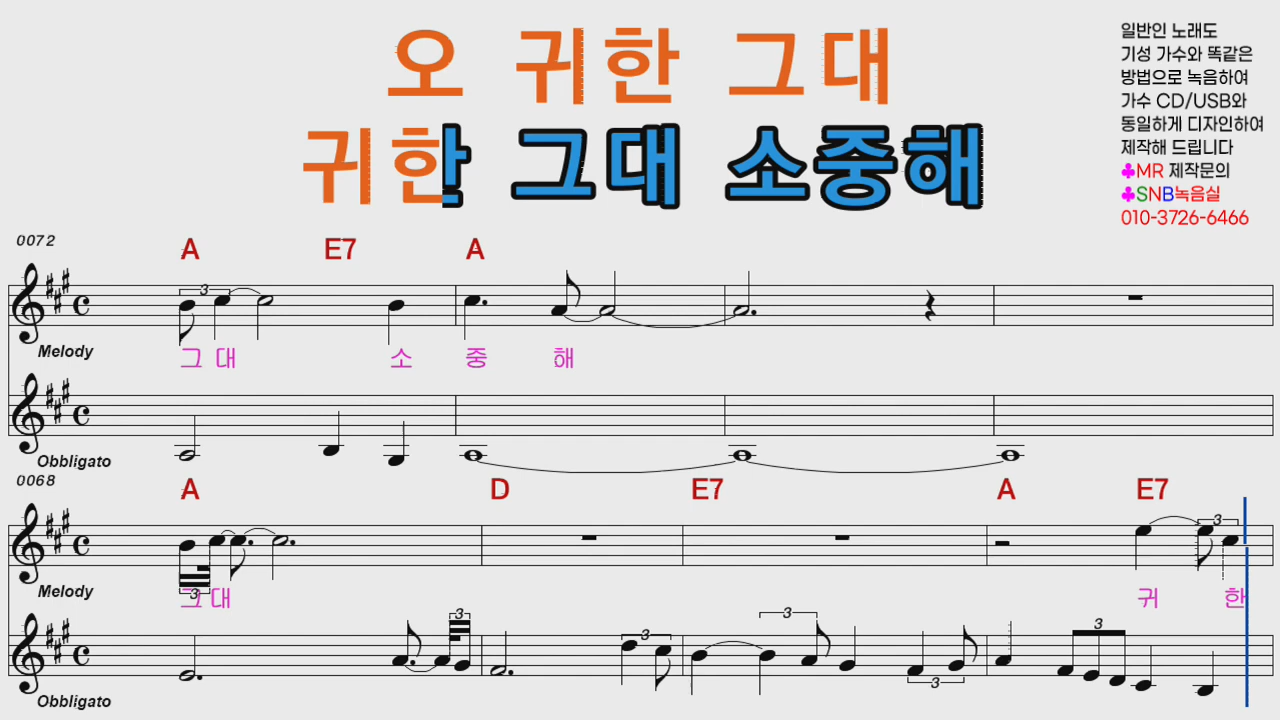 오 귀한 그대
귀한 그대 소중해
일반인 노래도
기성 가수와 똑같은
방법으로 녹음하여
가수 CD/USB와
동일하게 디자인하여
제작해 드립니다
♣MR 제작문의
♣SNB녹음실
010-3726-6466
0072
A E7 A
3
Melody
그 대 소 중 해
Obbligato
0068
A D E7 A E7
3 3
Melody
그 대 귀 한
3 3 3 3 3
Obbligato